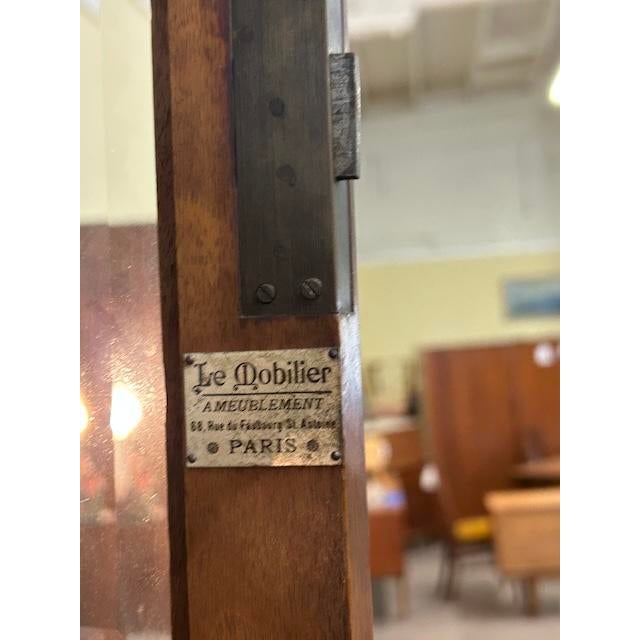 Le Mobilier
AMEUBLEMENT
68, Rue du Faubourg St. Antoine
PARIS